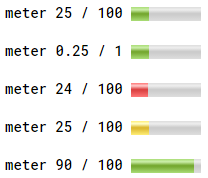 meter 25 / 100
meter 0.25 / 1
meter 24 / 100
meter 25 / 100
meter 90 / 100